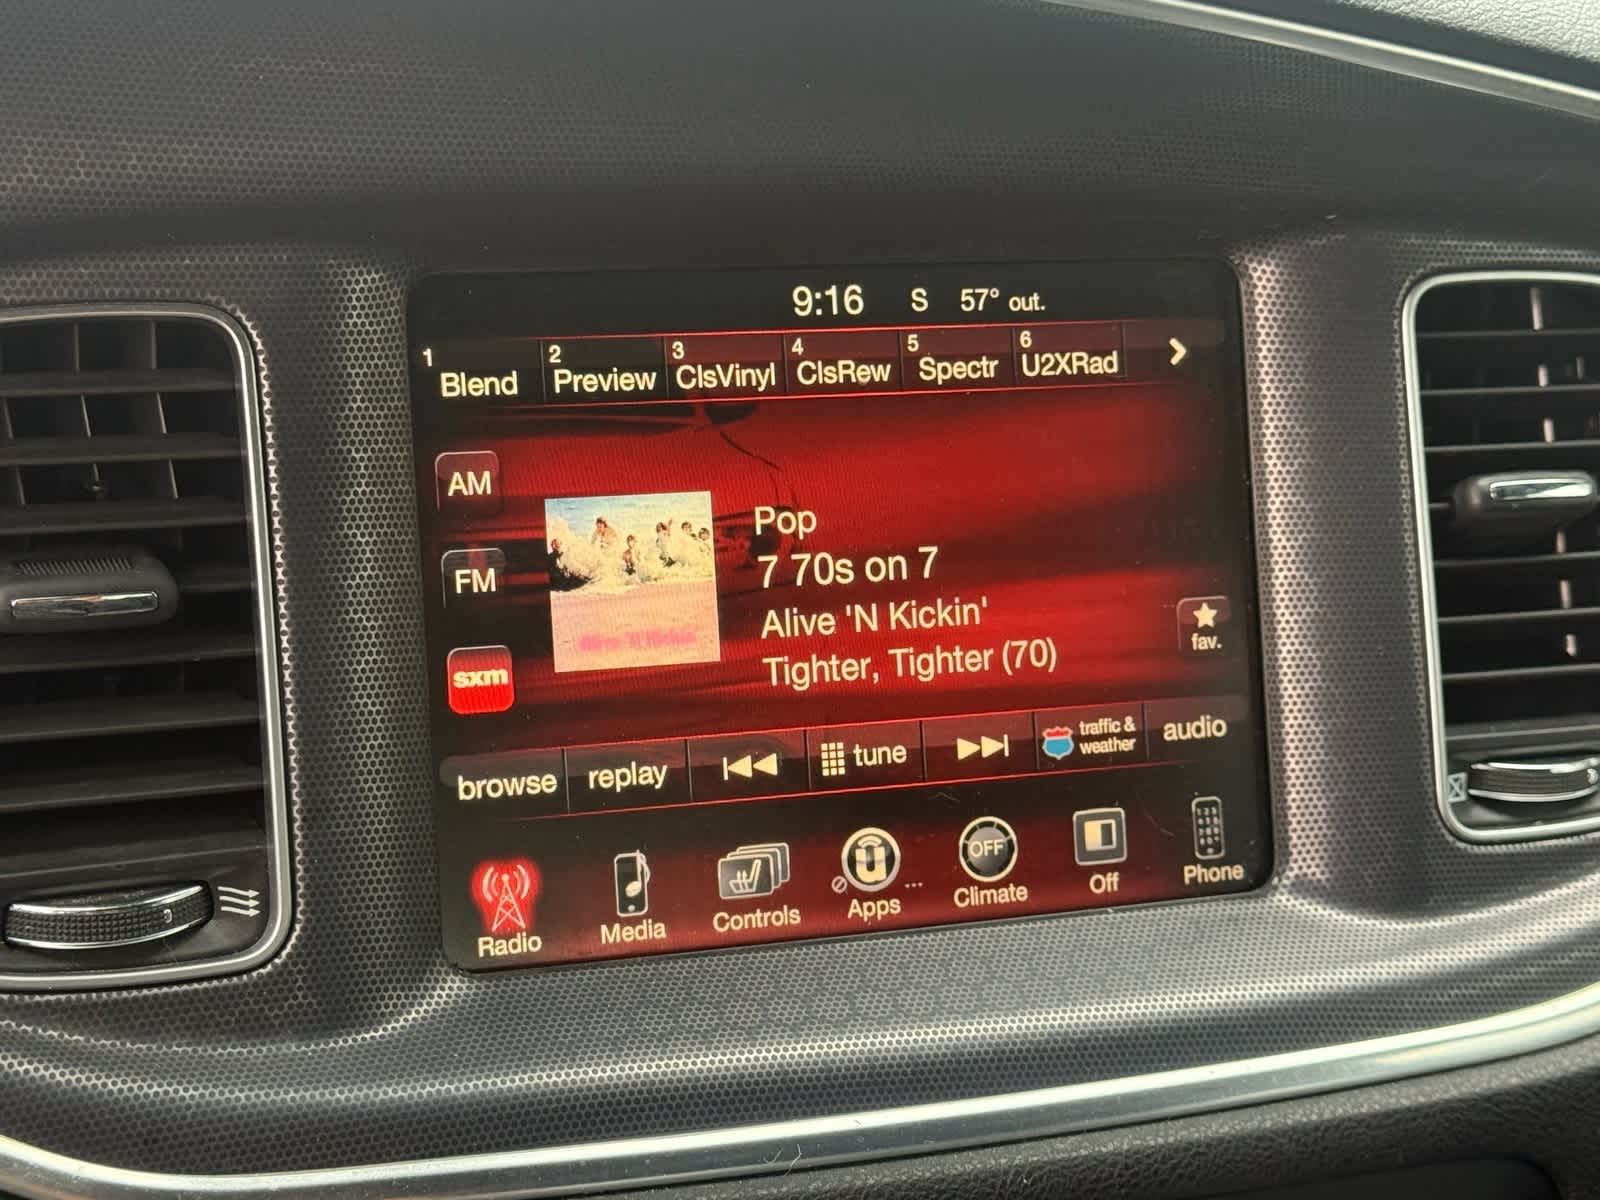 9:16 S 57° out.
1 Blend 2 Preview 3 ClsVinyl 4 ClsRew 5 Spectr 6 U2XRad
AM
FM
sxm
Alive 'N Kickin'
Pop
7 70s on 7
Alive 'N Kickin'
Tighter, Tighter (70)
fav.
browse replay tune traffic & weather audio
Radio Media Controls Apps OFF Climate Off Phone